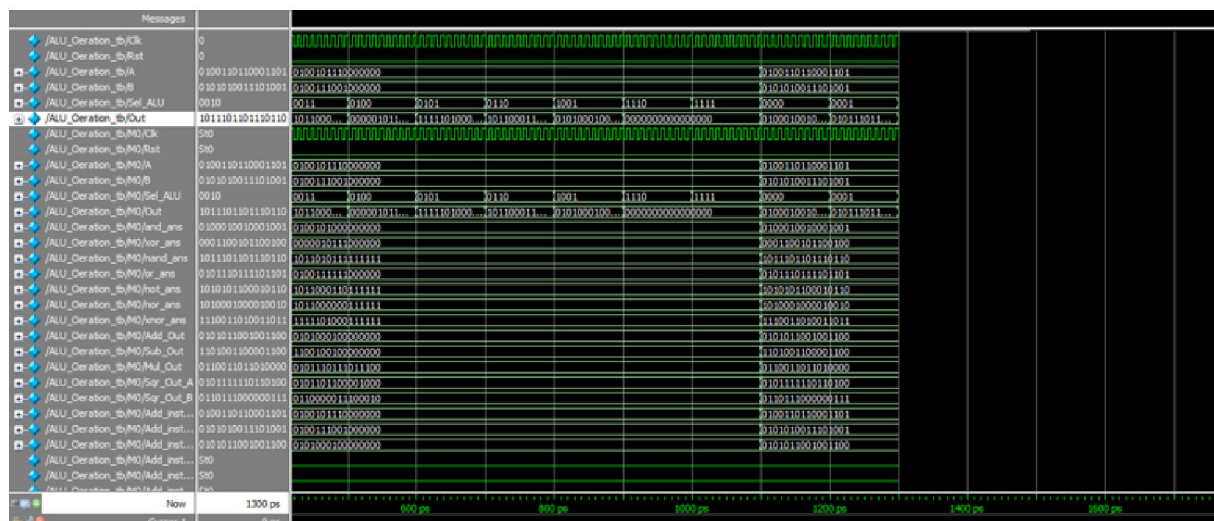 Messages
/ALU_Oeration_tb/Clk 0
/ALU_Oeration_tb/Rst 0
/ALU_Oeration_tb/A 0100110110001101 0100101110000000 0100110110001101
/ALU_Oeration_tb/B 0101010011101001 0100111001000000 0101010011101001
/ALU_Oeration_tb/Sel_ALU 0010 0011 0100 0101 0110 1001 1110 1111 0000 0001
/ALU_Oeration_tb/Out 1011101101110110 1011000... 000001011... 1111101000... 101100011... 0101000100... 0000000000000000 0100010010... 010111011...
/ALU_Oeration_tb/M0/Clk St0
/ALU_Oeration_tb/M0/Rst St0
/ALU_Oeration_tb/M0/A 0100110110001101 0100101110000000 0100110110001101
/ALU_Oeration_tb/M0/B 0101010011101001 0100111001000000 0101010011101001
/ALU_Oeration_tb/M0/Sel_ALU 0010 0011 0100 0101 0110 1001 1110 1111 0000 0001
/ALU_Oeration_tb/M0/Out 1011101101110110 1011000... 000001011... 1111101000... 101100011... 0101000100... 0000000000000000 0100010010... 010111011...
/ALU_Oeration_tb/M0/and_ans 0100010010001001 0100101000000000 0100010010001001
/ALU_Oeration_tb/M0/xor_ans 0001100101100100 0000010111000000 0001100101100100
/ALU_Oeration_tb/M0/nand_ans 1011101101110110 1011010111111111 1011101101110110
/ALU_Oeration_tb/M0/or_ans 0101110111101101 0100111111000000 0101110111101101
/ALU_Oeration_tb/M0/not_ans 1010101100010110 1011000110111111 1010101100010110
/ALU_Oeration_tb/M0/nor_ans 1010001000010010 1011000000111111 1010001000010010
/ALU_Oeration_tb/M0/xnor_ans 1110011010011011 1111101000111111 1110011010011011
/ALU_Oeration_tb/M0/Add_Out 0101011001001100 0101000100000000 0101011001001100
/ALU_Oeration_tb/M0/Sub_Out 1101001100001100 1100100100000000 1101001100001100
/ALU_Oeration_tb/M0/Mul_Out 0110011011010000 0101110111011100 0110011011010000
/ALU_Oeration_tb/M0/Sqr_Out_A 0101111110110100 0101101100001000 0101111110110100
/ALU_Oeration_tb/M0/Sqr_Out_B 0110111000000111 0110000011100010 0110111000000111
/ALU_Oeration_tb/M0/Add_inst... 0100110110001101 0100101110000000 0100110110001101
/ALU_Oeration_tb/M0/Add_inst... 0101010011101001 0100111001000000 0101010011101001
/ALU_Oeration_tb/M0/Add_inst... 0101011001001100 0101000100000000 0101011001001100
/ALU_Oeration_tb/M0/Add_inst... St0
/ALU_Oeration_tb/M0/Add_inst... St0
Now 1300 ps 600 ps 800 ps 1000 ps 1200 ps 1400 ps 1600 ps